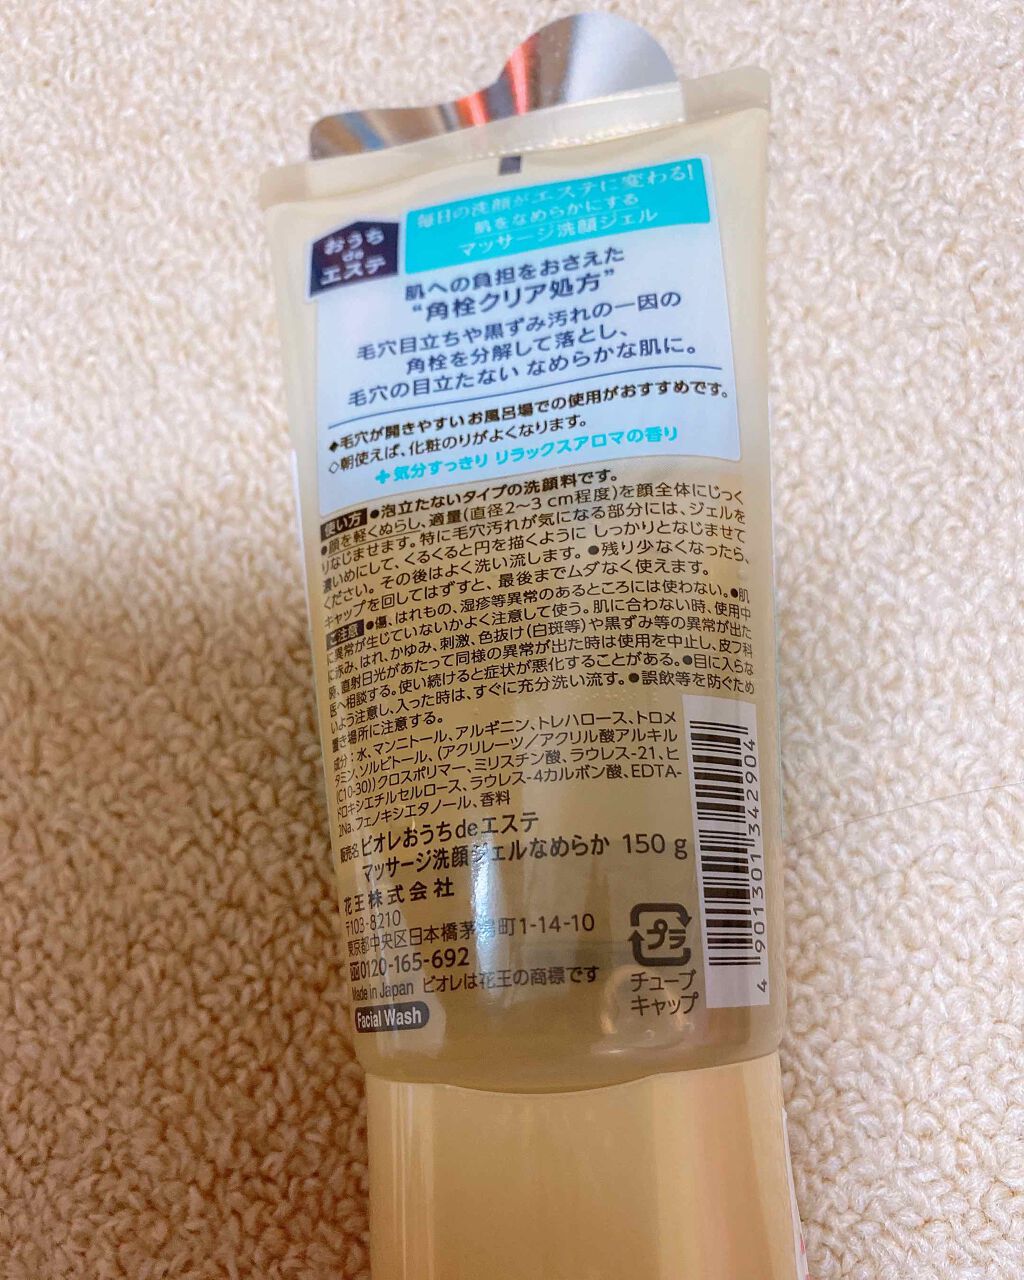 おうち
de
エステ
毎日の洗顔がエステに変わる!
肌をなめらかにする
マッサージ洗顔ジェル
肌への負担をおさえた
“角栓クリア処方”
毛穴目立ちや黒ずみ汚れの一因の
角栓を分解して落とし、
毛穴の目立たない なめらかな肌に。
◆毛穴が開きやすいお風呂場での使用がおすすめです。
◇朝使えば、化粧のりがよくなります。
+気分すっきり リラックスアロマの香り
使い方 ●泡立たないタイプの洗顔料です。
●顔を軽くぬらし、適量(直径2〜3 cm程度)を顔全体にじっく
りなじませます。特に毛穴汚れが気になる部分には、ジェルを
濃いめにして、くるくると円を描くように しっかりとなじませて
ください。その後はよく洗い流します。●残り少なくなったら、
キャップを回してはずすと、最後までムダなく使えます。
ご注意 ●傷、はれもの、湿疹等異常のあるところには使わない。●肌
に異常が生じていないかよく注意して使う。肌に合わない時、使用中
に赤み、はれ、かゆみ、刺激、色抜け(白斑等)や黒ずみ等の異常が出た
時、直射日光があたって同様の異常が出た時は使用を中止し、皮フ科
医へ相談する。使い続けると症状が悪化することがある。●目に入らな
いよう注意し、入った時は、すぐに充分洗い流す。●誤飲等を防ぐため
置き場所に注意する。
成分:水、マンニトール、アルギニン、トレハロース、トロメ
タミン、ソルビトール、(アクリレーツ/アクリル酸アルキル
(C10-30))クロスポリマー、ミリスチン酸、ラウレス-21、ヒ
ドロキシエチルセルロース、ラウレス-4カルボン酸、EDTA-
2Na、フェノキシエタノール、香料
販売名 ビオレおうちdeエステ
マッサージ洗顔ジェルなめらか 150 g
花王株式会社
〒103-8210
東京都中央区日本橋茅場町1-14-10
0120-165-692
Made in Japan ビオレは花王の商標です
Facial Wash
プラ
チューブ
キャップ
4 901301 342904